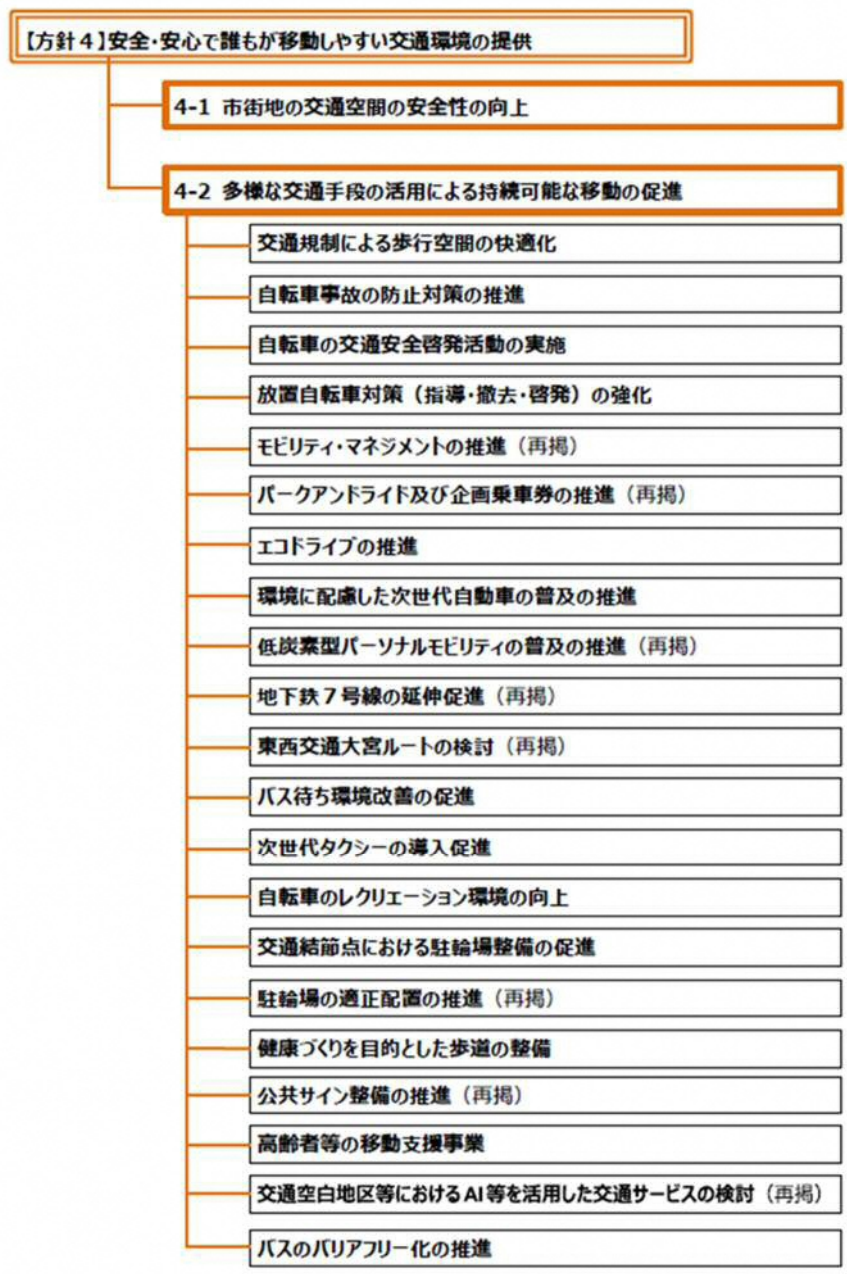 【方針４】安全・安心で誰もが移動しやすい交通環境の提供
4-1 市街地の交通空間の安全性の向上
4-2 多様な交通手段の活用による持続可能な移動の促進
交通規制による歩行空間の快適化
自転車事故の防止対策の推進
自転車の交通安全啓発活動の実施
放置自転車対策（指導・撤去・啓発）の強化
モビリティ・マネジメントの推進（再掲）
パークアンドライド及び企画乗車券の推進（再掲）
エコドライブの推進
環境に配慮した次世代自動車の普及の推進
低炭素型パーソナルモビリティの普及の推進（再掲）
地下鉄７号線の延伸促進（再掲）
東西交通大宮ルートの検討（再掲）
バス待ち環境改善の促進
次世代タクシーの導入促進
自転車のレクリエーション環境の向上
交通結節点における駐輪場整備の促進
駐輪場の適正配置の推進（再掲）
健康づくりを目的とした歩道の整備
公共サイン整備の推進（再掲）
高齢者等の移動支援事業
交通空白地区等におけるAI等を活用した交通サービスの検討（再掲）
バスのバリアフリー化の推進